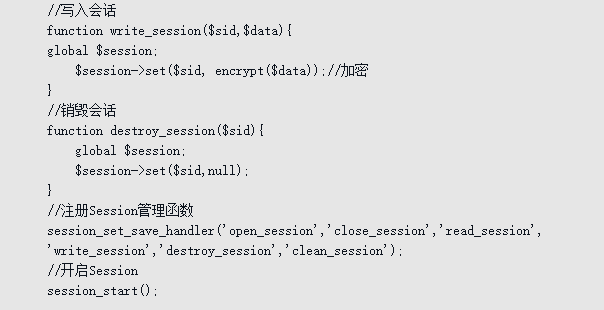 //写入会话
function write_session($sid,$data){
global $session;
$session->set($sid, encrypt($data));//加密
}
//销毁会话
function destroy_session($sid){
global $session;
$session->set($sid,null);
}
//注册Session管理函数
session_set_save_handler('open_session','close_session','read_session',
'write_session','destroy_session','clean_session');
//开启Session
session_start();